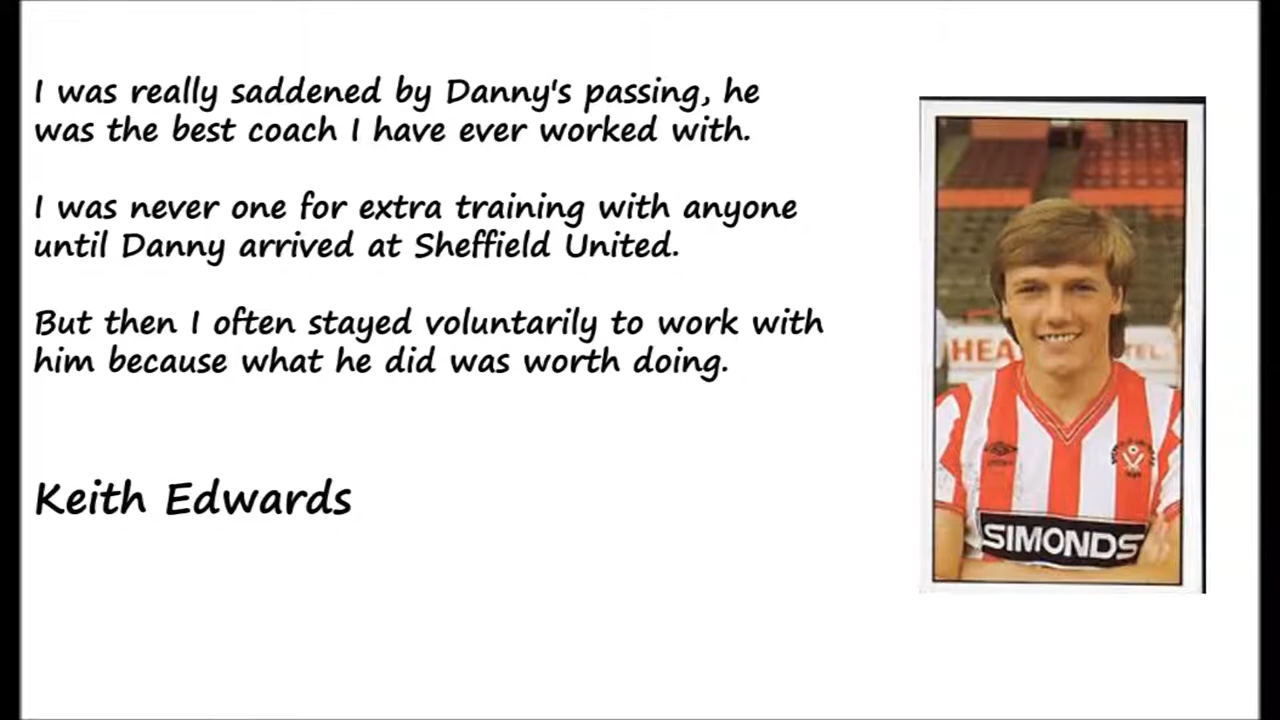 I was really saddened by Danny's passing, he
was the best coach I have ever worked with.
I was never one for extra training with anyone
until Danny arrived at Sheffield United.
But then I often stayed voluntarily to work with
him because what he did was worth doing.
Keith Edwards
HEA
TEL.
SIMONDS